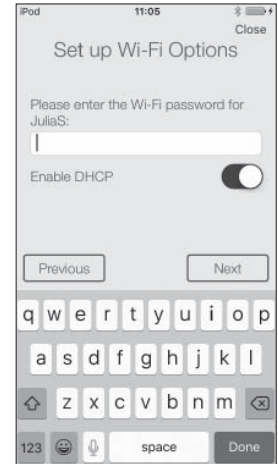 iPod 11:05
Close
Set up Wi-Fi Options
Please enter the Wi-Fi password for
JuliaS:
Enable DHCP
Previous Next
q w e r t y u i o p
a s d f g h j k l
z x c v b n m
123 space Done